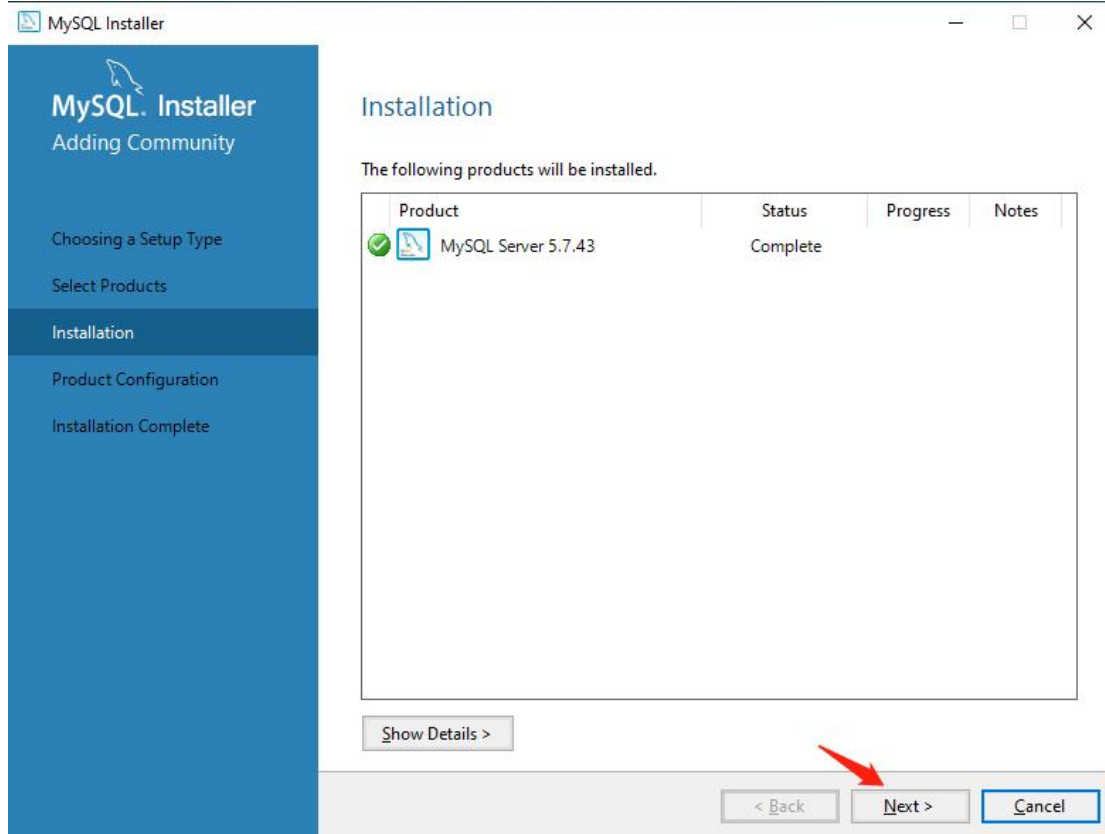 MySQL Installer
MySQL. Installer
Adding Community
Choosing a Setup Type
Select Products
Installation
Product Configuration
Installation Complete
Installation
The following products will be installed.
Product Status Progress Notes
MySQL Server 5.7.43 Complete
Show Details >
< Back Next > Cancel